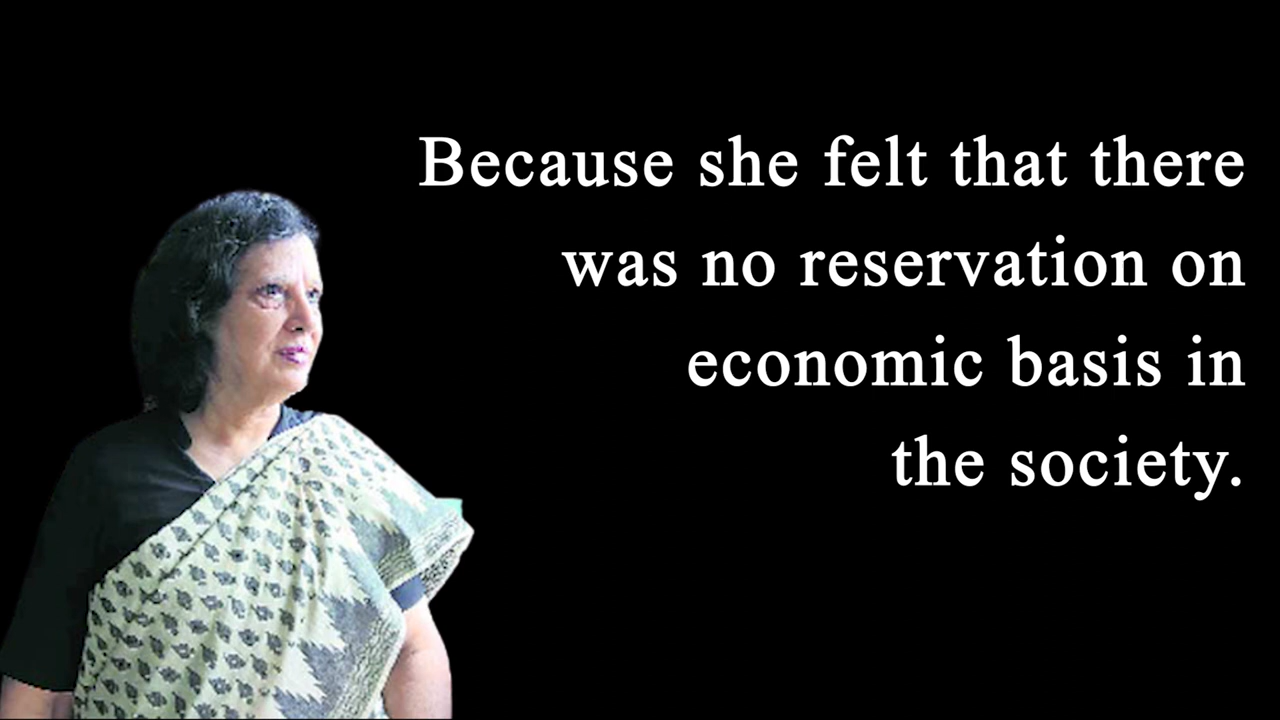 Because she felt that there
was no reservation on
economic basis in
the society.